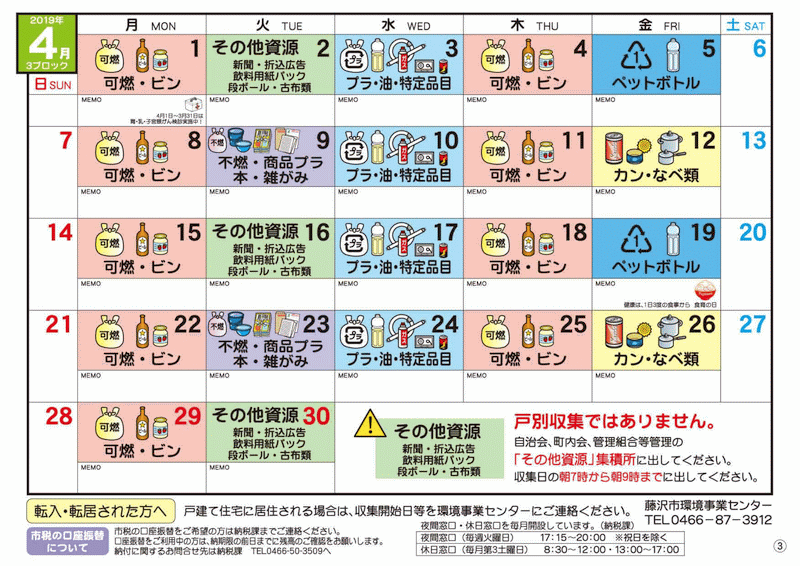 2019年
4月
3ブロック
日 SUN
月 MON
火 TUE
水 WED
木 THU
金 FRI
土 SAT
1
可燃
可燃・ビン
MEMO
4月1日〜3月31日は
胃・乳・子宮頸がん検診実施中!
その他資源 2
新聞・折込広告
飲料用紙パック
段ボール・古布類
MEMO
3
プラ
プラ・油・特定品目
MEMO
4
可燃
可燃・ビン
MEMO
5
1
ペットボトル
MEMO
6
7
8
可燃
可燃・ビン
MEMO
9
不燃
不燃・商品プラ
本・雑がみ
MEMO
10
プラ
プラ・油・特定品目
MEMO
11
可燃
可燃・ビン
MEMO
12
カン・なべ類
MEMO
13
14
15
可燃
可燃・ビン
MEMO
その他資源 16
新聞・折込広告
飲料用紙パック
段ボール・古布類
MEMO
17
プラ
プラ・油・特定品目
MEMO
18
可燃
可燃・ビン
MEMO
19
1
ペットボトル
MEMO
健康は、1日3度の食事から 食育の日
20
21
22
可燃
可燃・ビン
MEMO
23
不燃
不燃・商品プラ
本・雑がみ
MEMO
24
プラ
プラ・油・特定品目
MEMO
25
可燃
可燃・ビン
MEMO
26
カン・なべ類
MEMO
27
28
29
可燃
可燃・ビン
MEMO
その他資源 30
新聞・折込広告
飲料用紙パック
段ボール・古布類
MEMO
その他資源
新聞・折込広告
飲料用紙パック
段ボール・古布類
戸別収集ではありません。
自治会、町内会、管理組合等管理の
「その他資源」集積所に出してください。
収集日の朝7時から朝9時までに出してください。
転入・転居された方へ
戸建て住宅に居住される場合は、収集開始日等を環境事業センターにご連絡ください。
藤沢市環境事業センター
TEL0466-87-3912
市税の口座振替
について
市税の口座振替をご希望の方は納税課までご連絡ください。
口座振替をご利用中の方は、納期限の前日までに残高のご確認をお願いします。
納付に関するお問合せ先は納税課 TEL0466-50-3509へ
夜間窓口・休日窓口を毎月開設しています。（納税課）
夜間窓口（毎週火曜日） 17:15〜20:00 ※祝日を除く
休日窓口（毎月第3土曜日） 8:30〜12:00・13:00〜17:00
3